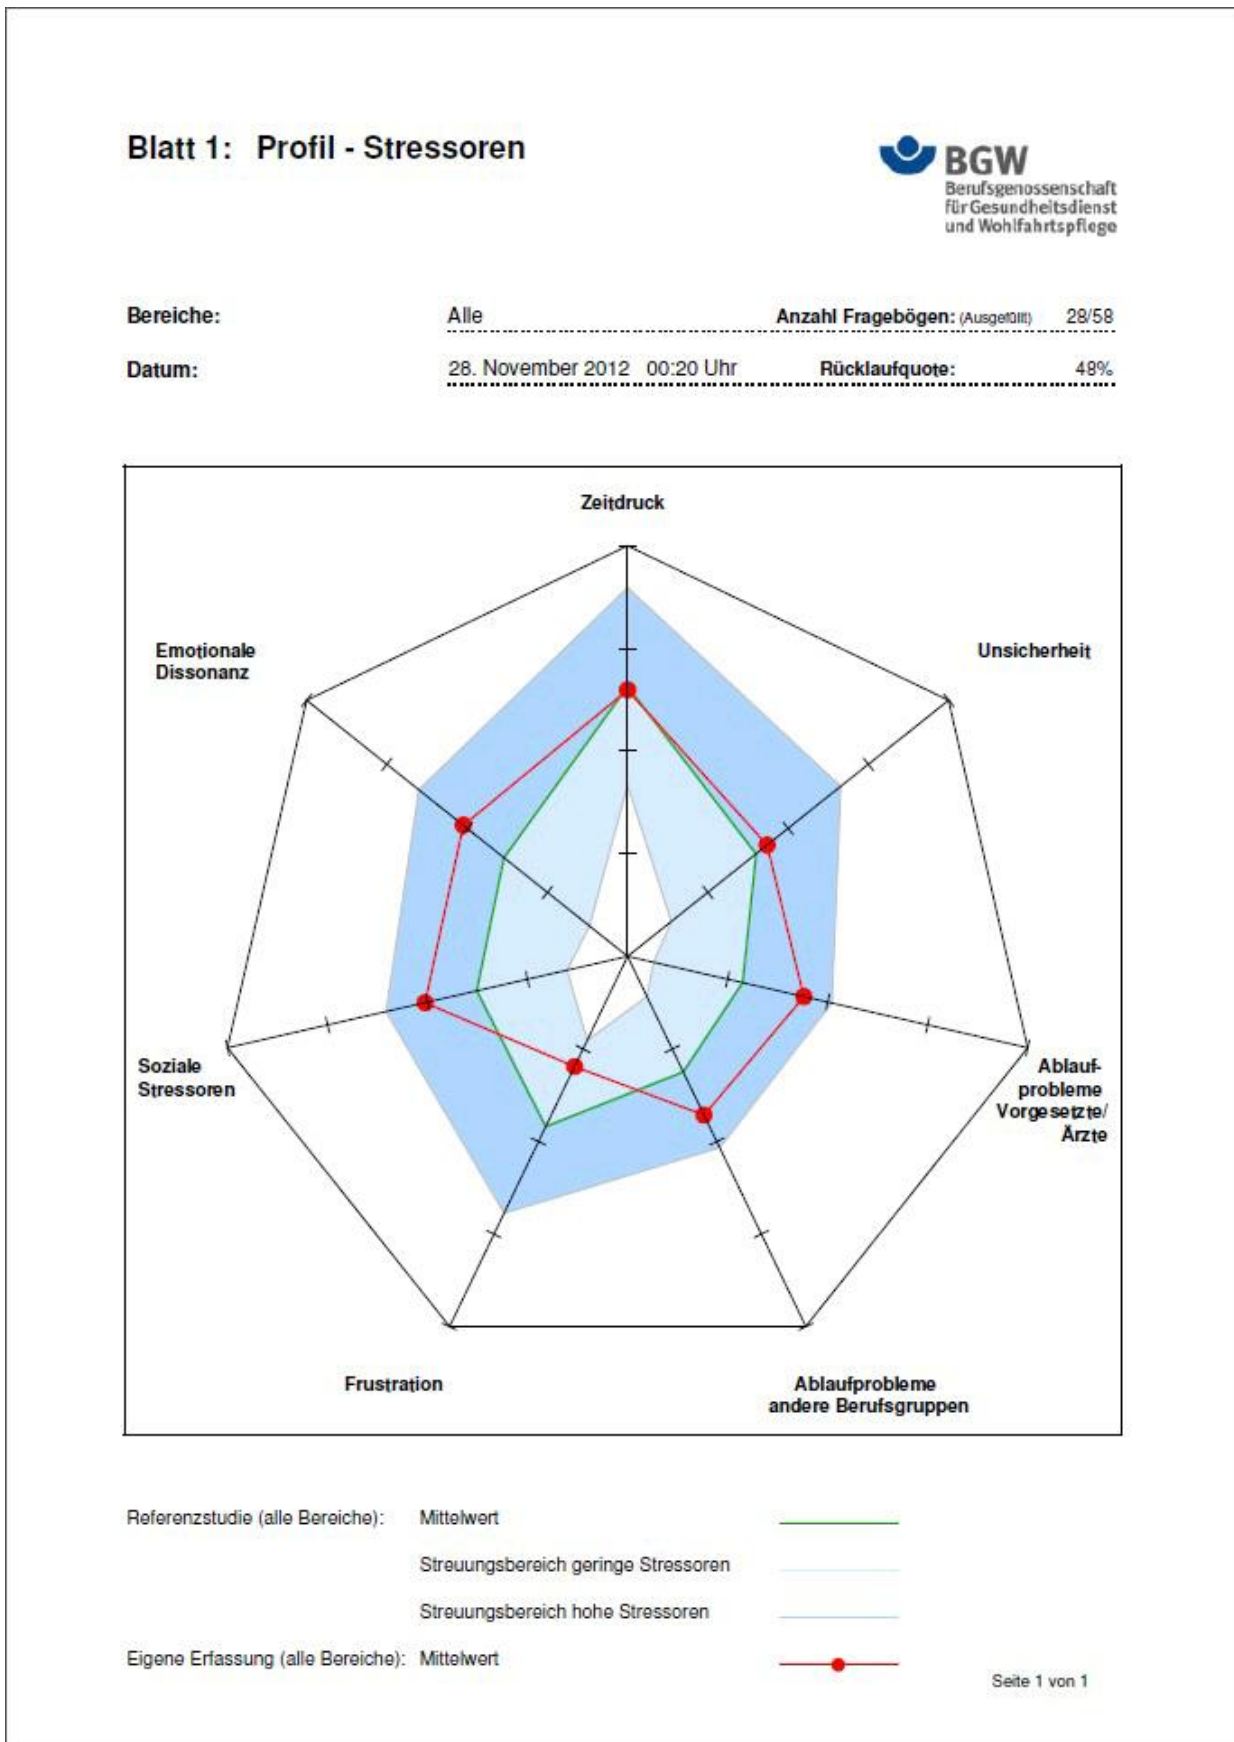 Blatt 1: Profil - Stressoren
BGW
Berufsgenossenschaft
für Gesundheitsdienst
und Wohlfahrtspflege
Bereiche: Alle Anzahl Fragebögen: (Ausgefüllt) 28/58
Datum: 28. November 2012 00:20 Uhr Rücklaufquote: 48%
Zeitdruck
Emotionale
Dissonanz
Unsicherheit
Soziale
Stressoren
Ablauf-
probleme
Vorgesetzte/
Ärzte
Frustration
Ablaufprobleme
andere Berufsgruppen
Referenzstudie (alle Bereiche): Mittelwert
Streuungsbereich geringe Stressoren
Streuungsbereich hohe Stressoren
Eigene Erfassung (alle Bereiche): Mittelwert
Seite 1 von 1